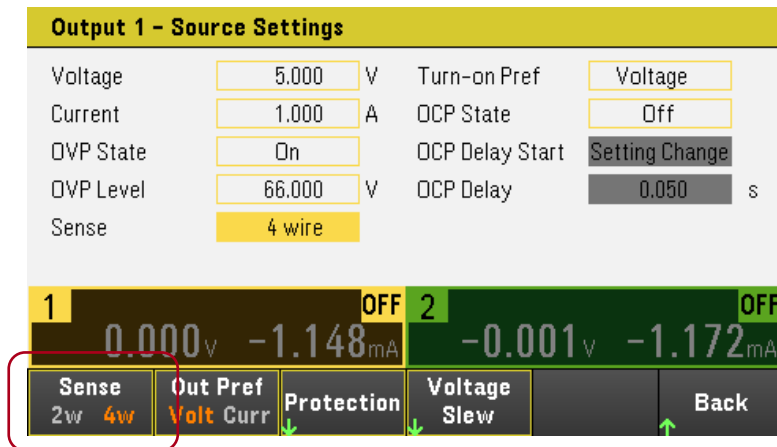 Output 1 - Source Settings
Voltage 5.000 V Turn-on Pref Voltage
Current 1.000 A OCP State Off
OVP State On OCP Delay Start Setting Change
OVP Level 66.000 V OCP Delay 0.050 s
Sense 4 wire
1 OFF 2 OFF
0.000V -1.148mA -0.001V -1.172mA
Sense Out Pref Protection Voltage Back
2w 4w Volt Curr Slew